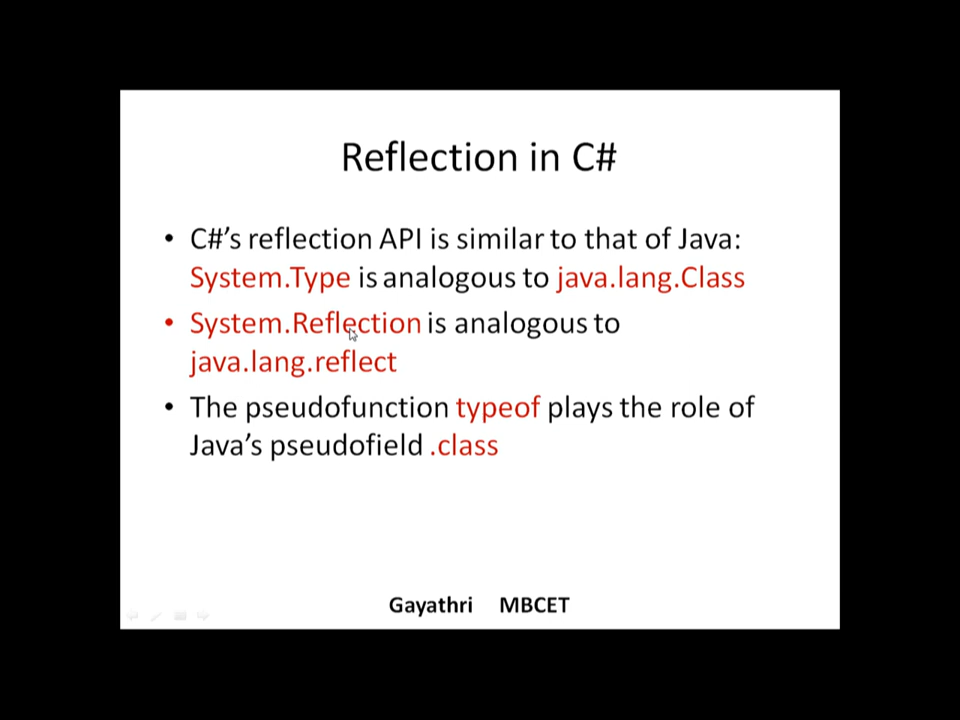 Reflection in C#
• C#’s reflection API is similar to that of Java:
System.Type is analogous to java.lang.Class
• System.Reflection is analogous to
java.lang.reflect
• The pseudofunction typeof plays the role of
Java’s pseudofield .class
Gayathri MBCET